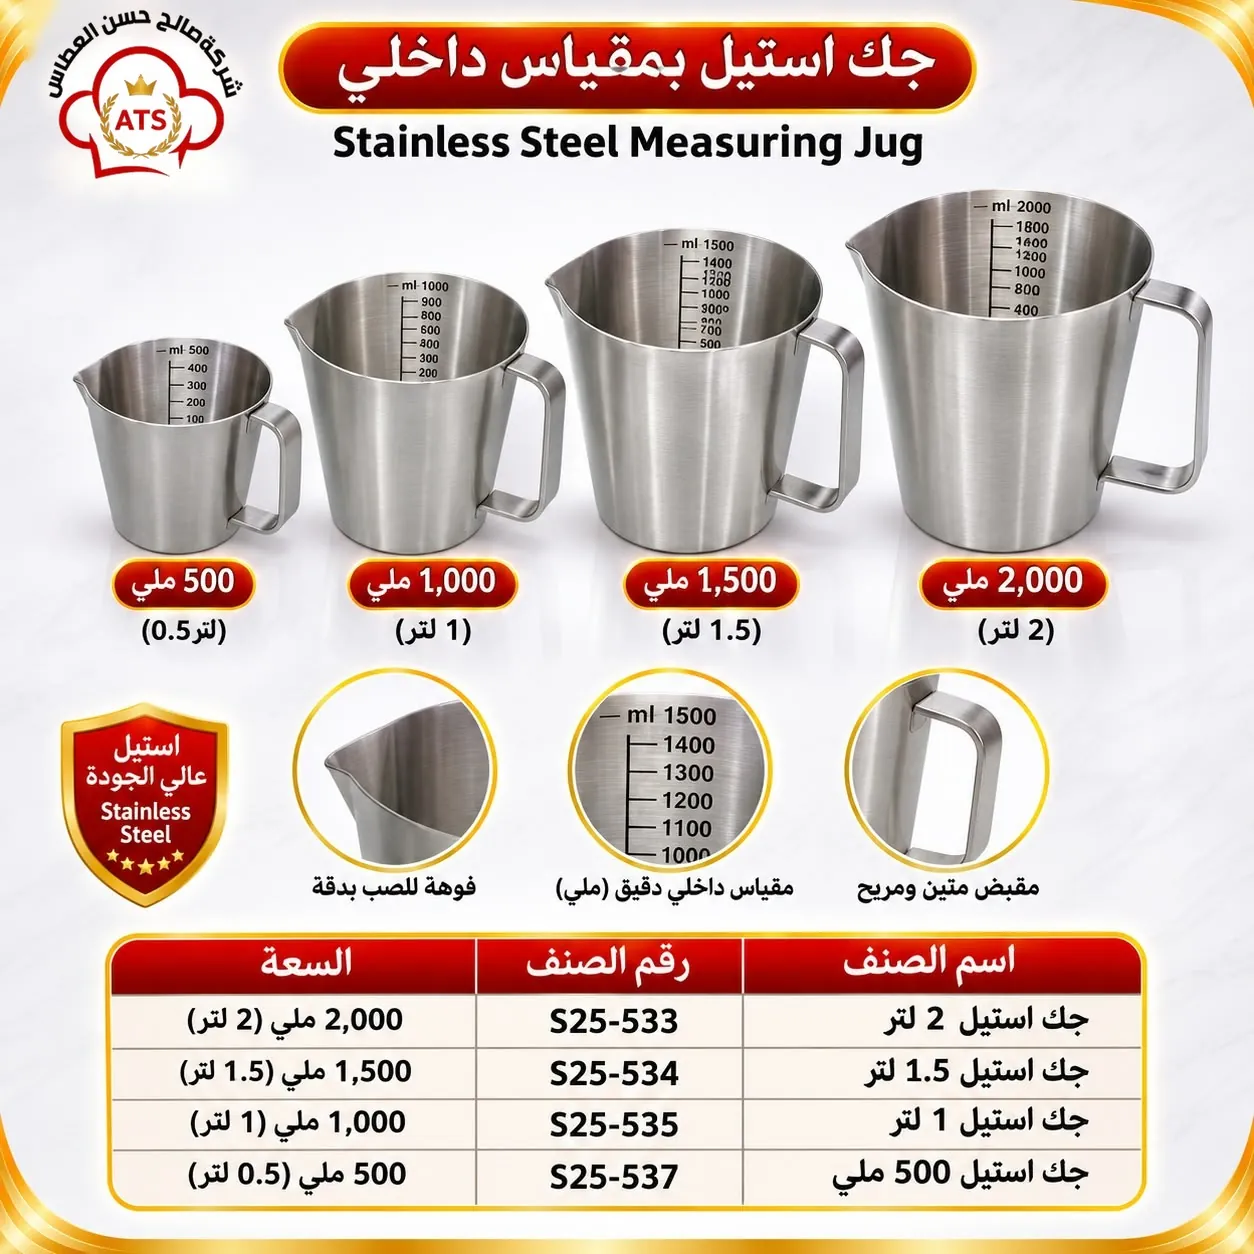 شركة صالح حسن العطاس
ATS
جك استيل بمقياس داخلي
Stainless Steel Measuring Jug
ml 500
400
300
200
100
ml 1000
900
800
600
800
300
200
ml 1500
1400
1200
1000
700
500
ml 2000
1800
1600
1200
1000
800
400
500 ملي
(0.5لتر)
1,000 ملي
(1 لتر)
1,500 ملي
(1.5 لتر)
2,000 ملي
(2 لتر)
استيل
عالي الجودة
Stainless
Steel
فوهة للصب بدقة
ml 1500
1400
1300
1200
1100
1000
مقياس داخلي دقيق (ملي)
مقبض متين ومريح
اسم الصنف رقم الصنف السعة
جك استيل 2 لتر S25-533 2,000 ملي (2 لتر)
جك استيل 1.5 لتر S25-534 1,500 ملي (1.5 لتر)
جك استيل 1 لتر S25-535 1,000 ملي (1 لتر)
جك استيل 500 ملي S25-537 500 ملي (0.5 لتر)